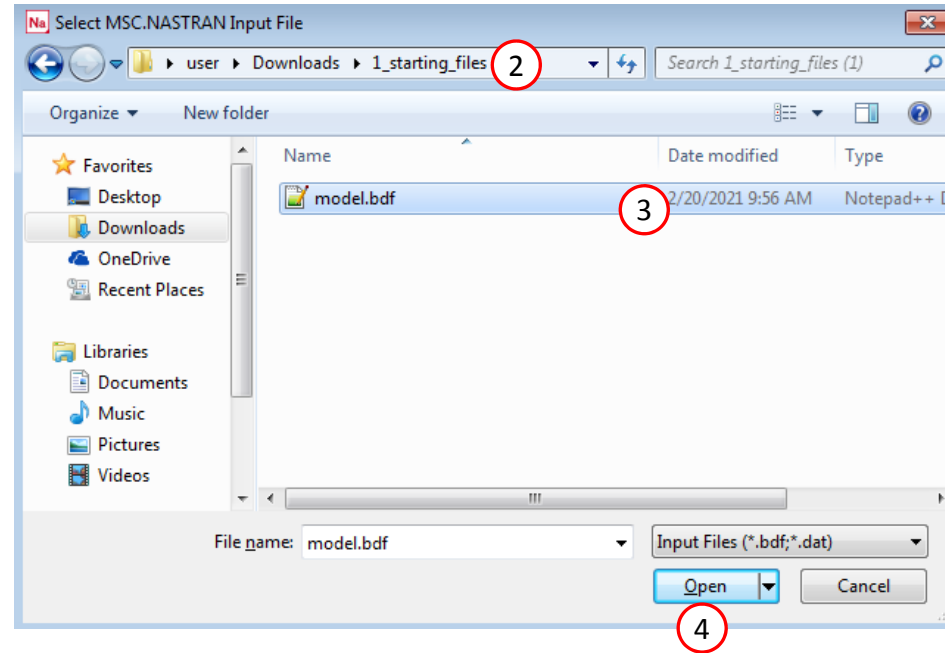 Na Select MSC.NASTRAN Input File
user Downloads 1_starting_files 2 Search 1_starting_files (1)
Organize New folder
Favorites Name Date modified Type
Desktop model.bdf 3 2/20/2021 9:56 AM Notepad++ D
Downloads
OneDrive
Recent Places
Libraries
Documents
Music
Pictures
Videos
File name: model.bdf Input Files (*.bdf;*.dat)
Open Cancel
4